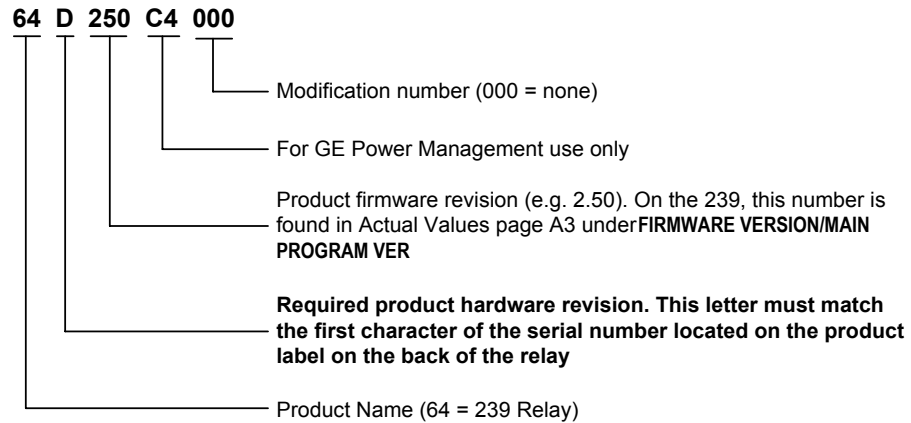 64 D 250 C4 000
Modification number (000 = none)
For GE Power Management use only
Product firmware revision (e.g. 2.50). On the 239, this number is
found in Actual Values page A3 underFIRMWARE VERSION/MAIN
PROGRAM VER
Required product hardware revision. This letter must match
the first character of the serial number located on the product
label on the back of the relay
Product Name (64 = 239 Relay)